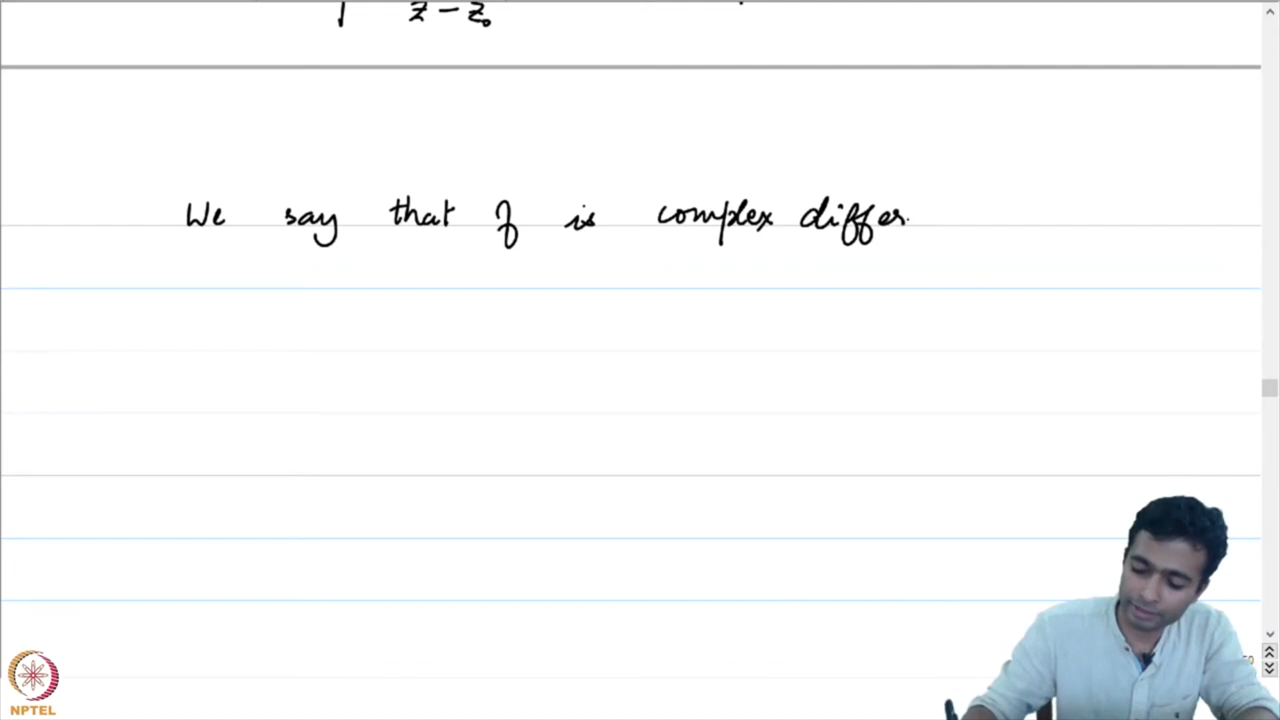 z - z₀
We say that f is complex differ
NPTEL